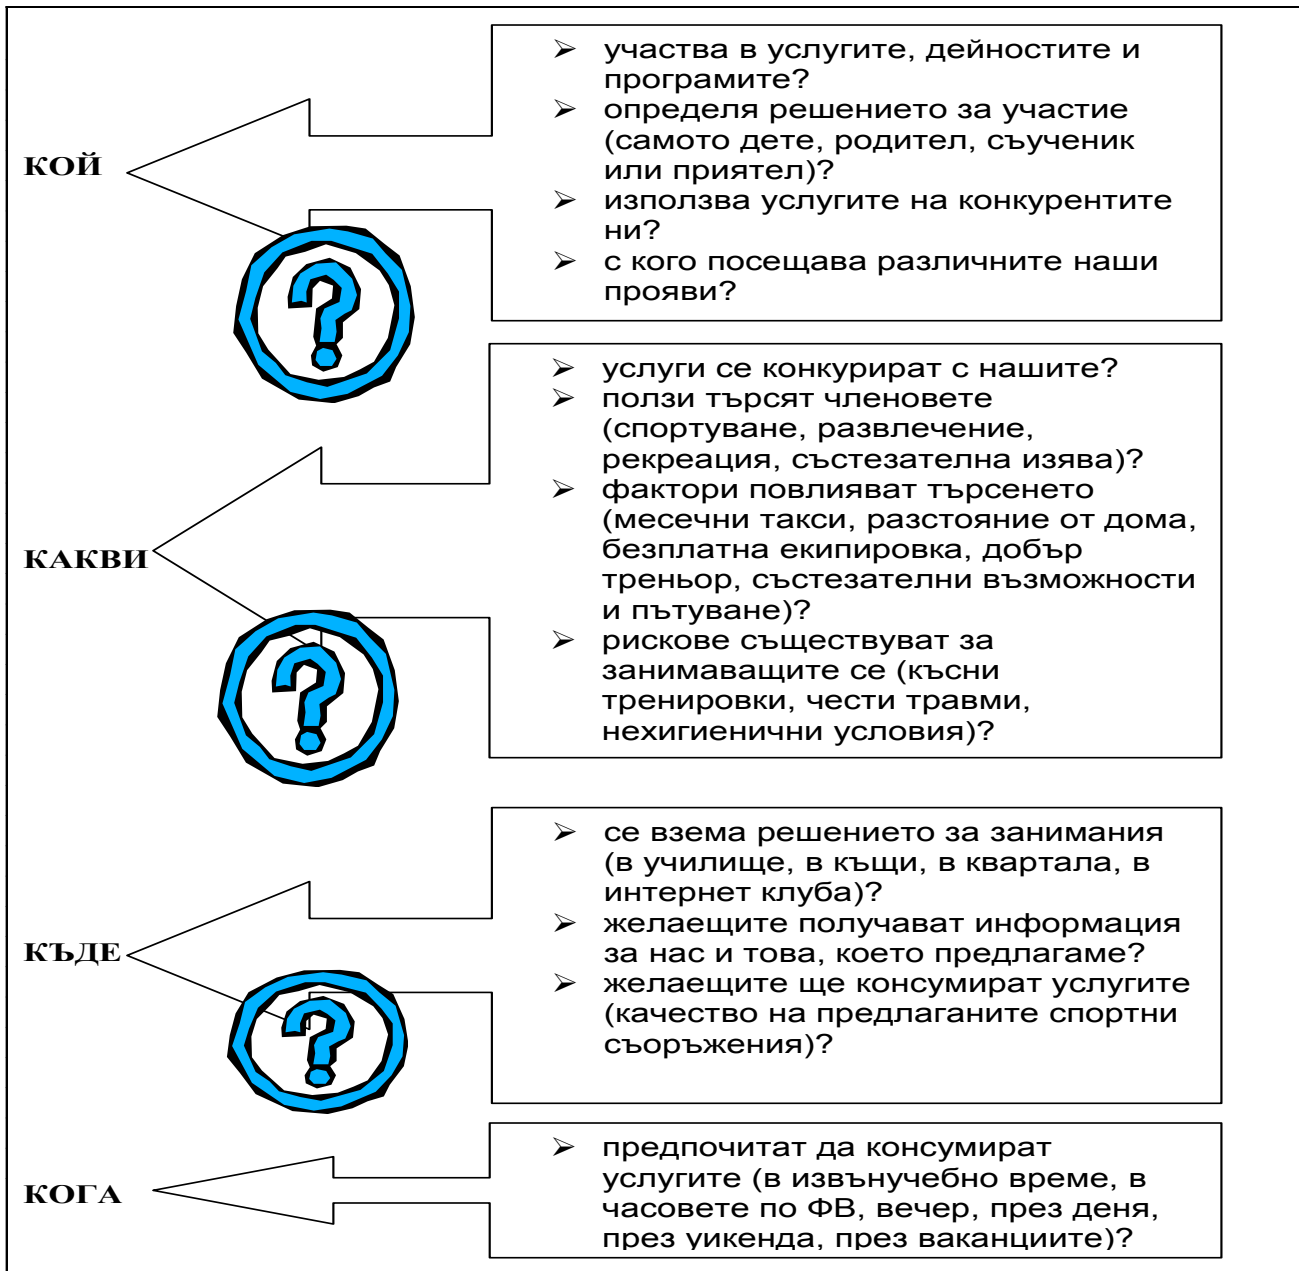 КОЙ
➢ участва в услугите, дейностите и
програмите?
➢ определя решението за участие
(самото дете, родител, съученик
или приятел)?
➢ използва услугите на конкурентите
ни?
➢ с кого посещава различните наши
прояви?
КАКВИ
➢ услуги се конкурират с нашите?
➢ ползи търсят членовете
(спортуване, развлечение,
рекреация, състезателна изява)?
➢ фактори повлияват търсенето
(месечни такси, разстояние от дома,
безплатна екипировка, добър
треньор, състезателни възможности
и пътуване)?
➢ рискове съществуват за
занимаващите се (късни
тренировки, чести травми,
нехигиенични условия)?
КЪДЕ
➢ се взема решението за занимания
(в училище, в къщи, в квартала, в
интернет клуба)?
➢ желаещите получават информация
за нас и това, което предлагаме?
➢ желаещите ще консумират услугите
(качество на предлаганите спортни
съоръжения)?
КОГА
➢ предпочитат да консумират
услугите (в извънучебно време, в
часовете по ФВ, вечер, през деня,
през уикенда, през ваканциите)?